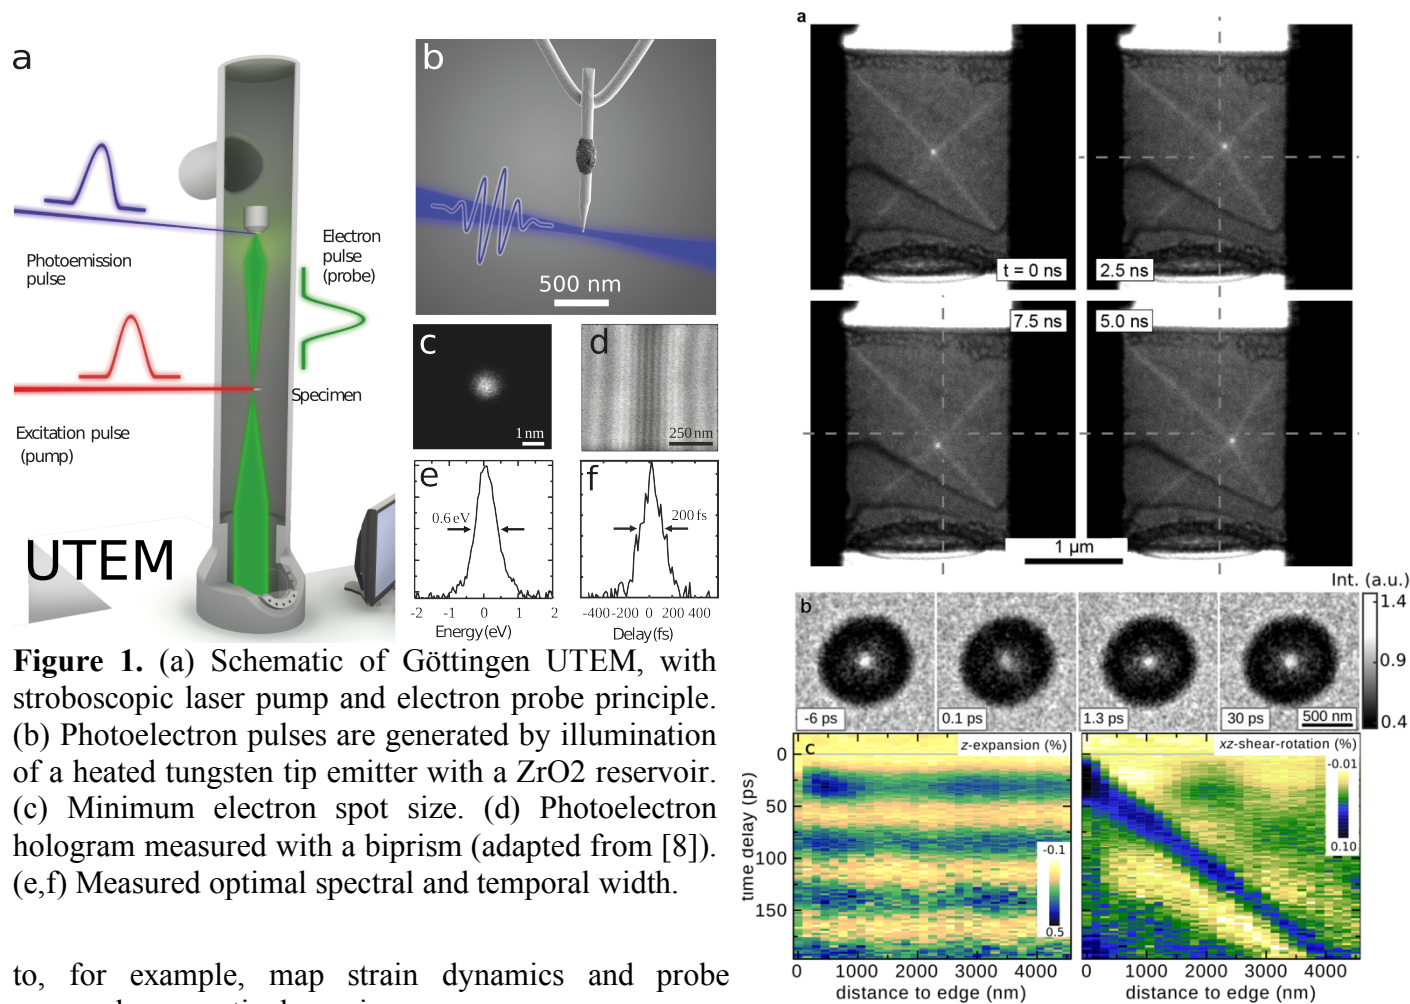 a
Photoemission
pulse
Electron
pulse
(probe)
Specimen
Excitation pulse
(pump)
UTEM
b
500 nm
c
1 nm
d
250 nm
e
0.6 eV
-2 -1 0 1 2
Energy (eV)
f
200 fs
-400 -200 0 200 400
Delay (fs)
Figure 1. (a) Schematic of Göttingen UTEM, with
stroboscopic laser pump and electron probe principle.
(b) Photoelectron pulses are generated by illumination
of a heated tungsten tip emitter with a ZrO2 reservoir.
(c) Minimum electron spot size. (d) Photoelectron
hologram measured with a biprism (adapted from [8]).
(e,f) Measured optimal spectral and temporal width.
to, for example, map strain dynamics and probe
a
t = 0 ns
2.5 ns
7.5 ns
5.0 ns
1 µm
Int. (a.u.)
b
-6 ps
0.1 ps
1.3 ps
30 ps
500 nm
1.4
0.9
0.4
c
z-expansion (%)
-0.1
0.5
xz-shear-rotation (%)
-0.01
0.10
time delay (ps)
0
50
100
150
0 1000 2000 3000 4000
distance to edge (nm)
0 1000 2000 3000 4000
distance to edge (nm)